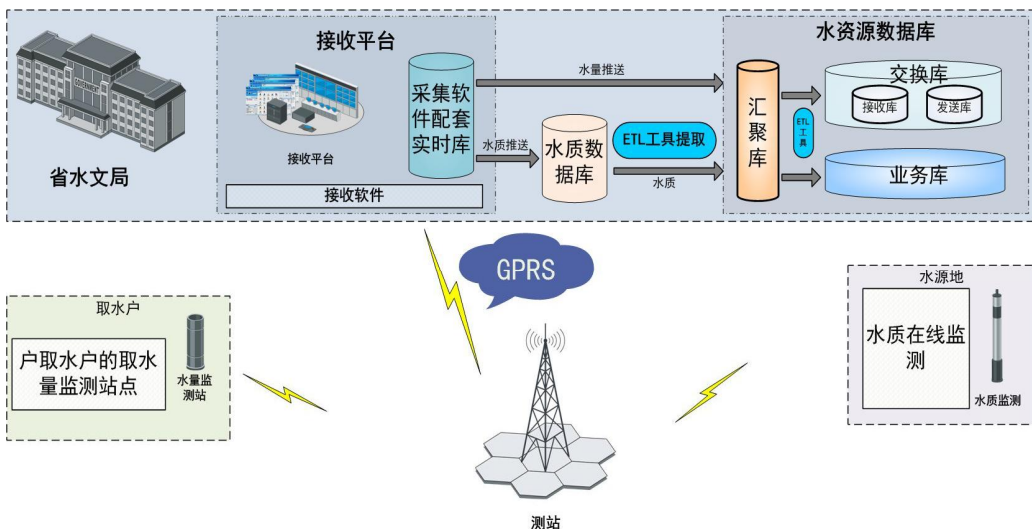 接收平台
水资源数据库
采集软
件配套
实时库
接收平台
接收软件
省水文局
GOVERNMENT
水量推送
水质推送
水质数
据库
ETL工具提取
水质
汇
聚
库
ETL
工
具
交换库
接收库
发送库
业务库
GPRS
取水户
户取水户的取水
量监测站点
水量监
测站
水源地
水质在线监
测
水质监测
测站